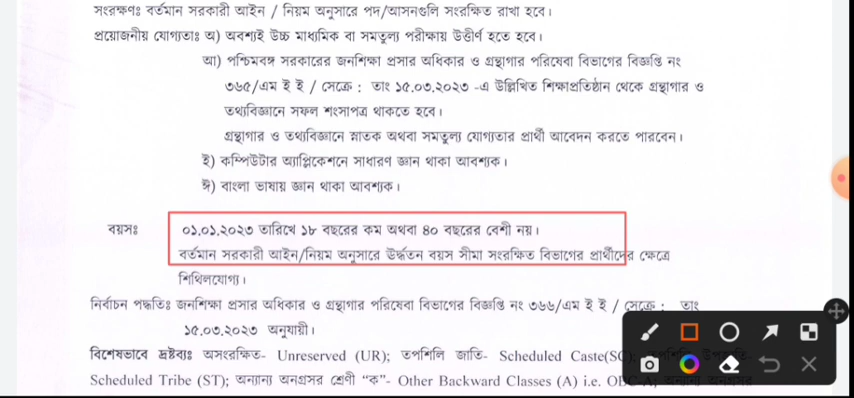 সংরক্ষণঃ বর্তমান সরকারী আইন / নিয়ম অনুসারে পদ/আসনগুলি সংরক্ষিত রাখা হবে।
প্রয়োজনীয় যোগ্যতাঃ অ) অবশ্যই উচ্চ মাধ্যমিক বা সমতুল্য পরীক্ষায় উত্তীর্ণ হতে হবে।
আ) পশ্চিমবঙ্গ সরকারের জনশিক্ষা প্রসার অধিকার ও গ্রন্থাগার পরিষেবা বিভাগের বিজ্ঞপ্তি নং
৩৬৫/এম ই ই / সেক্রে : তাং ১৫.০৩.২০২৩ -এ উল্লিখিত শিক্ষাপ্রতিষ্ঠান থেকে গ্রন্থাগার ও
তথ্যবিজ্ঞানে সফল শংসাপত্র থাকতে হবে।
গ্রন্থাগার ও তথ্যবিজ্ঞানে স্নাতক অথবা সমতুল্য যোগ্যতার প্রার্থী আবেদন করতে পারবেন।
ই) কম্পিউটার অ্যাপ্লিকেশনে সাধারণ জ্ঞান থাকা আবশ্যক।
ঈ) বাংলা ভাষায় জ্ঞান থাকা আবশ্যক।
বয়সঃ ০১.০১.২০২৩ তারিখে ১৮ বছরের কম অথবা ৪০ বছরের বেশী নয়।
বর্তমান সরকারী আইন/নিয়ম অনুসারে ঊর্দ্ধতন বয়স সীমা সংরক্ষিত বিভাগের প্রার্থীদের ক্ষেত্রে
শিথিলযোগ্য।
নির্বাচন পদ্ধতিঃ জনশিক্ষা প্রসার অধিকার ও গ্রন্থাগার পরিষেবা বিভাগের বিজ্ঞপ্তি নং ৩৬৬/এম ই ই / সেক্রে : তাং
১৫.০৩.২০২৩ অনুযায়ী।
বিশেষভাবে দ্রষ্টব্যঃ অসংরক্ষিত- Unreserved (UR); তপশিলি জাতি- Scheduled Caste(SC);
Scheduled Tribe (ST); অন্যান্য অনগ্রসর শ্রেণী “ক”- Other Backward Classes (A) i.e. OBC-A;